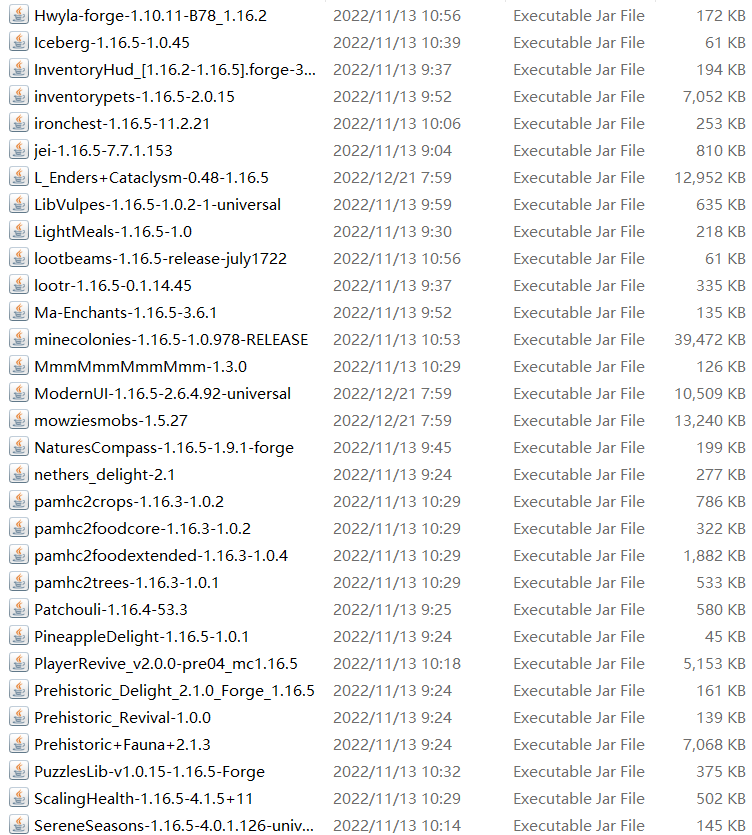 Hwyla-forge-1.10.11-B78_1.16.2 2022/11/13 10:56 Executable Jar File 172 KB
Iceberg-1.16.5-1.0.45 2022/11/13 10:39 Executable Jar File 61 KB
InventoryHud_[1.16.2-1.16.5].forge-3... 2022/11/13 9:37 Executable Jar File 194 KB
inventorypets-1.16.5-2.0.15 2022/11/13 9:52 Executable Jar File 7,052 KB
ironchest-1.16.5-11.2.21 2022/11/13 10:06 Executable Jar File 253 KB
jei-1.16.5-7.7.1.153 2022/11/13 9:04 Executable Jar File 810 KB
L_Enders+Cataclysm-0.48-1.16.5 2022/12/21 7:59 Executable Jar File 12,952 KB
LibVulpes-1.16.5-1.0.2-1-universal 2022/11/13 9:59 Executable Jar File 635 KB
LightMeals-1.16.5-1.0 2022/11/13 9:30 Executable Jar File 218 KB
lootbeams-1.16.5-release-july1722 2022/11/13 10:56 Executable Jar File 61 KB
lootr-1.16.5-0.1.14.45 2022/11/13 9:37 Executable Jar File 335 KB
Ma-Enchants-1.16.5-3.6.1 2022/11/13 9:52 Executable Jar File 135 KB
minecolonies-1.16.5-1.0.978-RELEASE 2022/11/13 10:53 Executable Jar File 39,472 KB
MmmMmmMmmMmm-1.3.0 2022/11/13 10:29 Executable Jar File 126 KB
ModernUI-1.16.5-2.6.4.92-universal 2022/12/21 7:59 Executable Jar File 10,509 KB
mowziesmobs-1.5.27 2022/12/21 7:59 Executable Jar File 13,240 KB
NaturesCompass-1.16.5-1.9.1-forge 2022/11/13 9:45 Executable Jar File 199 KB
nethers_delight-2.1 2022/11/13 9:24 Executable Jar File 277 KB
pamhc2crops-1.16.3-1.0.2 2022/11/13 10:29 Executable Jar File 786 KB
pamhc2foodcore-1.16.3-1.0.2 2022/11/13 10:29 Executable Jar File 322 KB
pamhc2foodextended-1.16.3-1.0.4 2022/11/13 10:29 Executable Jar File 1,882 KB
pamhc2trees-1.16.3-1.0.1 2022/11/13 10:29 Executable Jar File 533 KB
Patchouli-1.16.4-53.3 2022/11/13 9:25 Executable Jar File 580 KB
PineappleDelight-1.16.5-1.0.1 2022/11/13 9:24 Executable Jar File 45 KB
PlayerRevive_v2.0.0-pre04_mc1.16.5 2022/11/13 10:18 Executable Jar File 5,153 KB
Prehistoric_Delight_2.1.0_Forge_1.16.5 2022/11/13 9:24 Executable Jar File 161 KB
Prehistoric_Revival-1.0.0 2022/11/13 9:24 Executable Jar File 139 KB
Prehistoric+Fauna+2.1.3 2022/11/13 9:24 Executable Jar File 7,068 KB
PuzzlesLib-v1.0.15-1.16.5-Forge 2022/11/13 10:32 Executable Jar File 375 KB
ScalingHealth-1.16.5-4.1.5+11 2022/11/13 10:29 Executable Jar File 502 KB
SereneSeasons-1.16.5-4.0.1.126-univ... 2022/11/13 10:14 Executable Jar File 145 KB